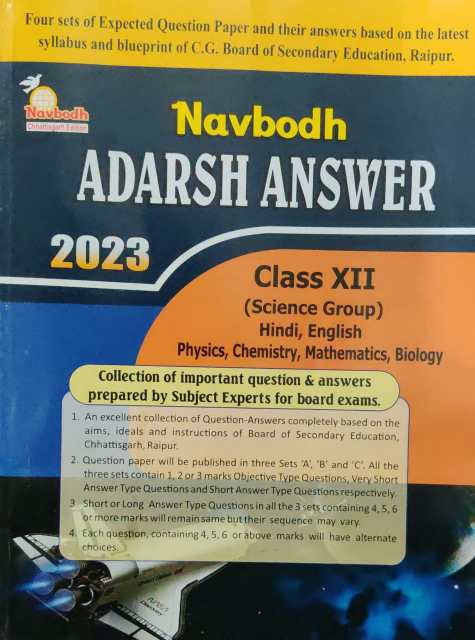 Four sets of Expected Question Paper and their answers based on the latest
syllabus and blueprint of C.G. Board of Secondary Education, Raipur.
Navbodh
Chhattisgarh Edition
Navbodh
ADARSH ANSWER
2023
Class XII
(Science Group)
Hindi, English
Physics, Chemistry, Mathematics, Biology
Collection of important question & answers
prepared by Subject Experts for board exams.
1. An excellent collection of Question-Answers completely based on the
aims, ideals and instructions of Board of Secondary Education,
Chhattisgarh, Raipur.
2. Question paper will be published in three Sets 'A', 'B' and 'C'. All the
three sets contain 1, 2 or 3 marks Objective Type Questions, Very Short
Answer Type Questions and Short Answer Type Questions respectively.
3. Short or Long Answer Type Questions in all the 3 sets containing 4, 5, 6
or more marks will remain same but their sequence may vary.
4. Each question, containing 4, 5, 6 or above marks will have alternate
choices.
NASA
Discovery